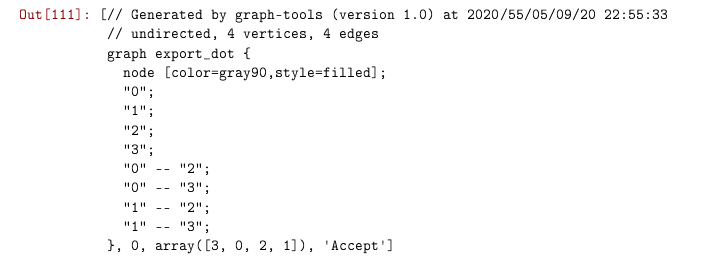 Out[111]: [// Generated by graph-tools (version 1.0) at 2020/55/05/09/20 22:55:33
// undirected, 4 vertices, 4 edges
graph export_dot {
node [color=gray90,style=filled];
"0";
"1";
"2";
"3";
"0" -- "2";
"0" -- "3";
"1" -- "2";
"1" -- "3";
}, 0, array([3, 0, 2, 1]), 'Accept']